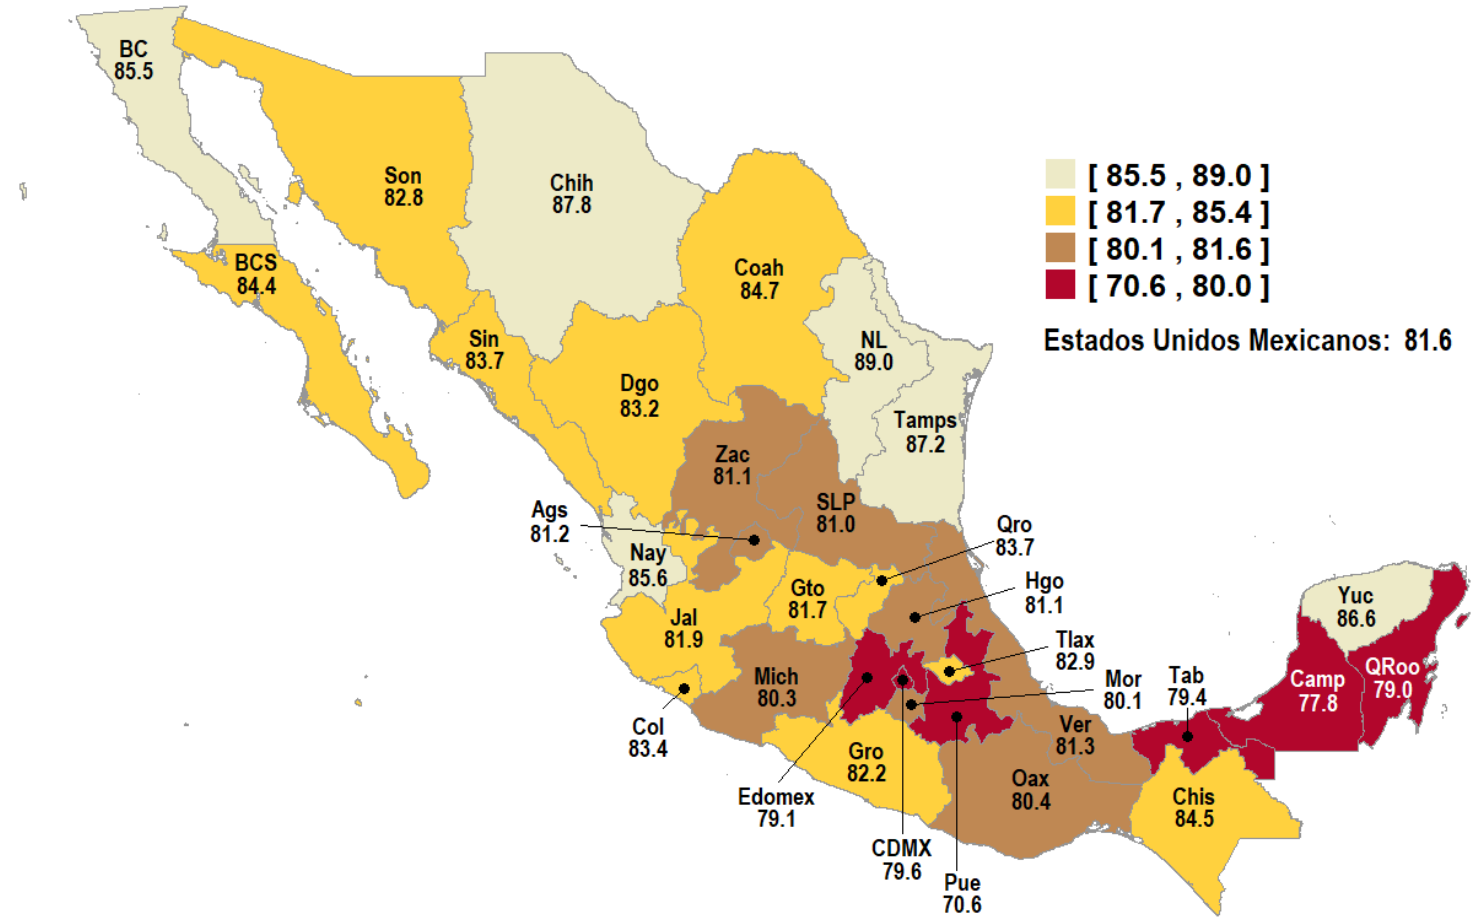 BC
85.5
Son
82.8
Chih
87.8
[ 85.5 , 89.0 ]
[ 81.7 , 85.4 ]
[ 80.1 , 81.6 ]
[ 70.6 , 80.0 ]
Estados Unidos Mexicanos: 81.6
BCS
84.4
Coah
84.7
Sin
83.7
NL
89.0
Dgo
83.2
Tamps
87.2
Zac
81.1
SLP
81.0
Ags
81.2
Qro
83.7
Nay
85.6
Gto
81.7
Hgo
81.1
Yuc
86.6
Jal
81.9
Tlax
82.9
Mich
80.3
Mor
80.1
Tab
79.4
Camp
77.8
QRoo
79.0
Col
83.4
Ver
81.3
Gro
82.2
Oax
80.4
Edomex
79.1
Chis
84.5
CDMX
79.6
Pue
70.6